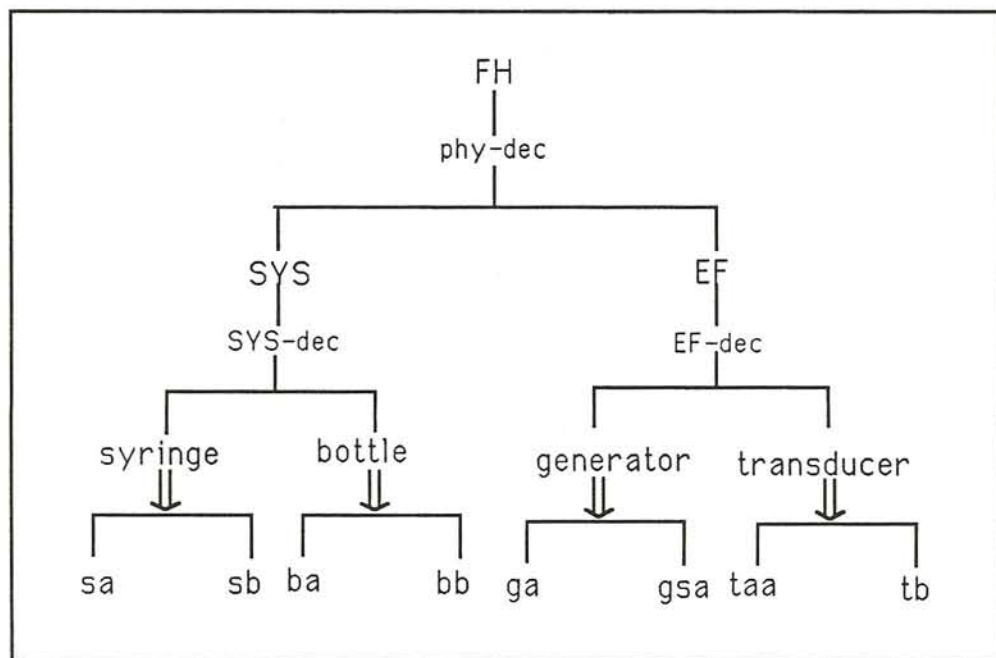 FH
phy-dec
SYS EF
SYS-dec EF-dec
syringe bottle generator transducer
sa sb ba bb ga gsa taa tb